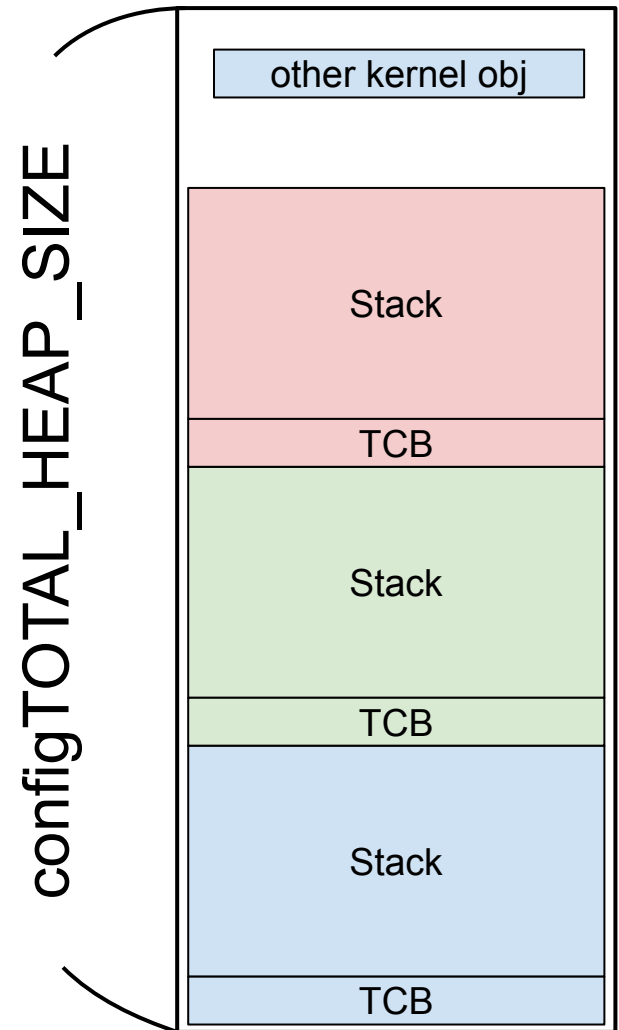 configTOTAL_HEAP_SIZE
other kernel obj
Stack
TCB
Stack
TCB
Stack
TCB